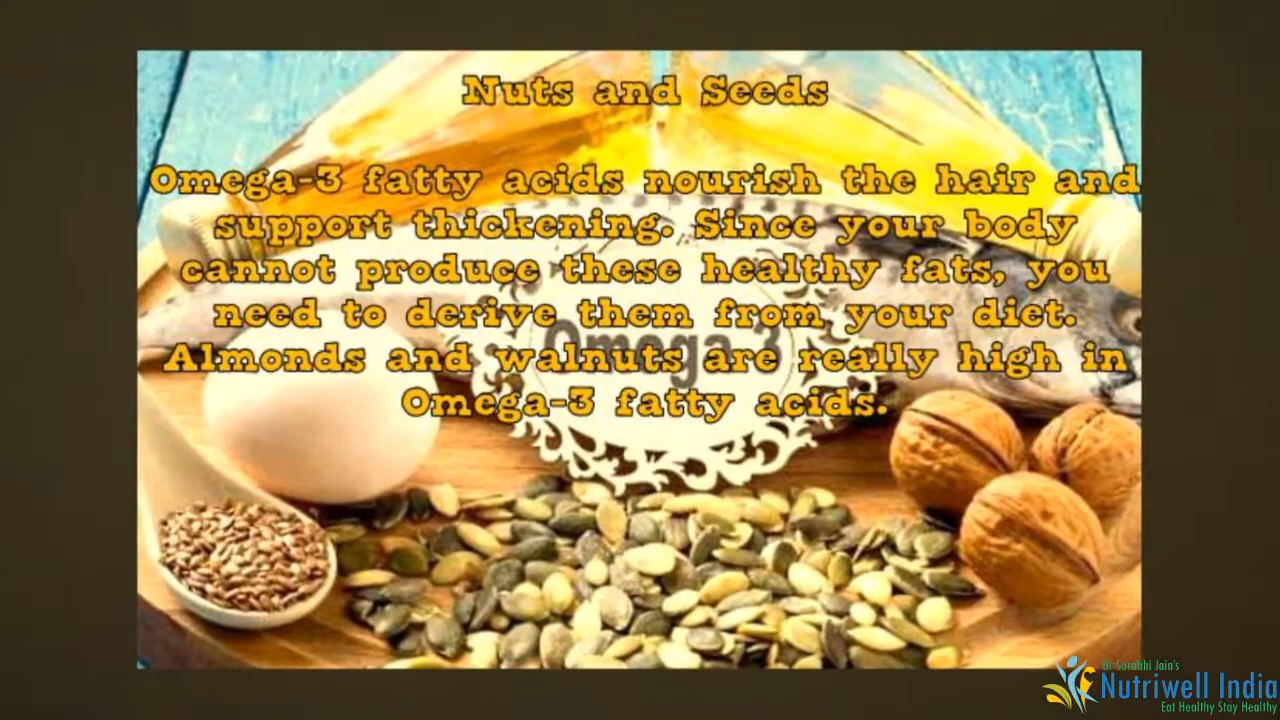 Nuts and Seeds
Omega-3 fatty acids nourish the hair and
support thickening. Since your body
cannot produce these healthy fats, you
need to derive them from your diet.
Almonds and walnuts are really high in
Omega-3 fatty acids.
Omega 3
Dr Surabhi Jain's
Nutriwell India
Eat Healthy Stay Healthy